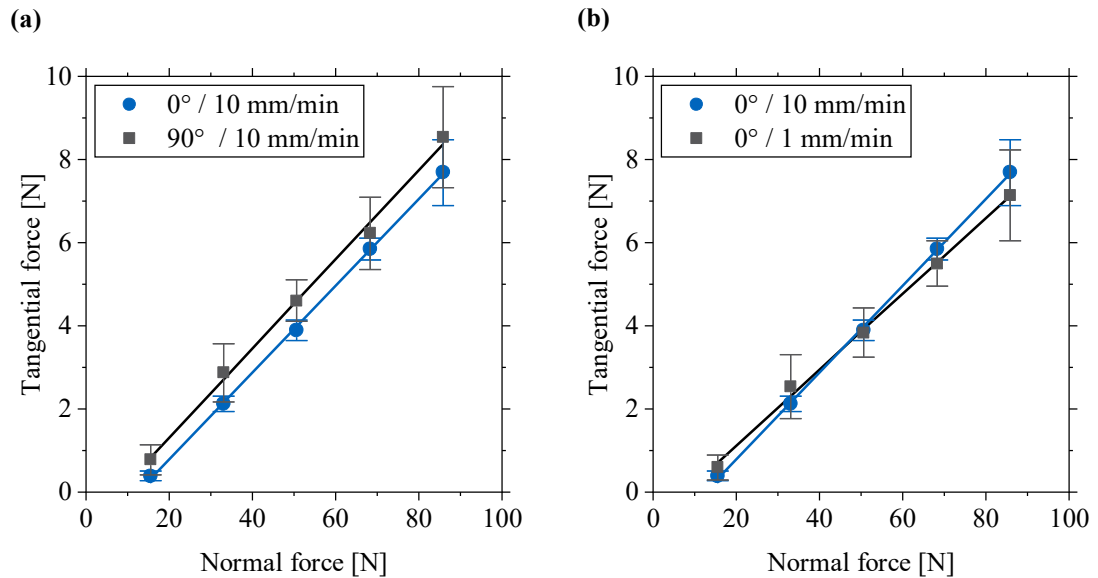 (a)
10
8
6
4
2
0
Tangential force [N]
0° / 10 mm/min
90° / 10 mm/min
0 20 40 60 80 100
Normal force [N]
(b)
10
8
6
4
2
0
Tangential force [N]
0° / 10 mm/min
0° / 1 mm/min
0 20 40 60 80 100
Normal force [N]